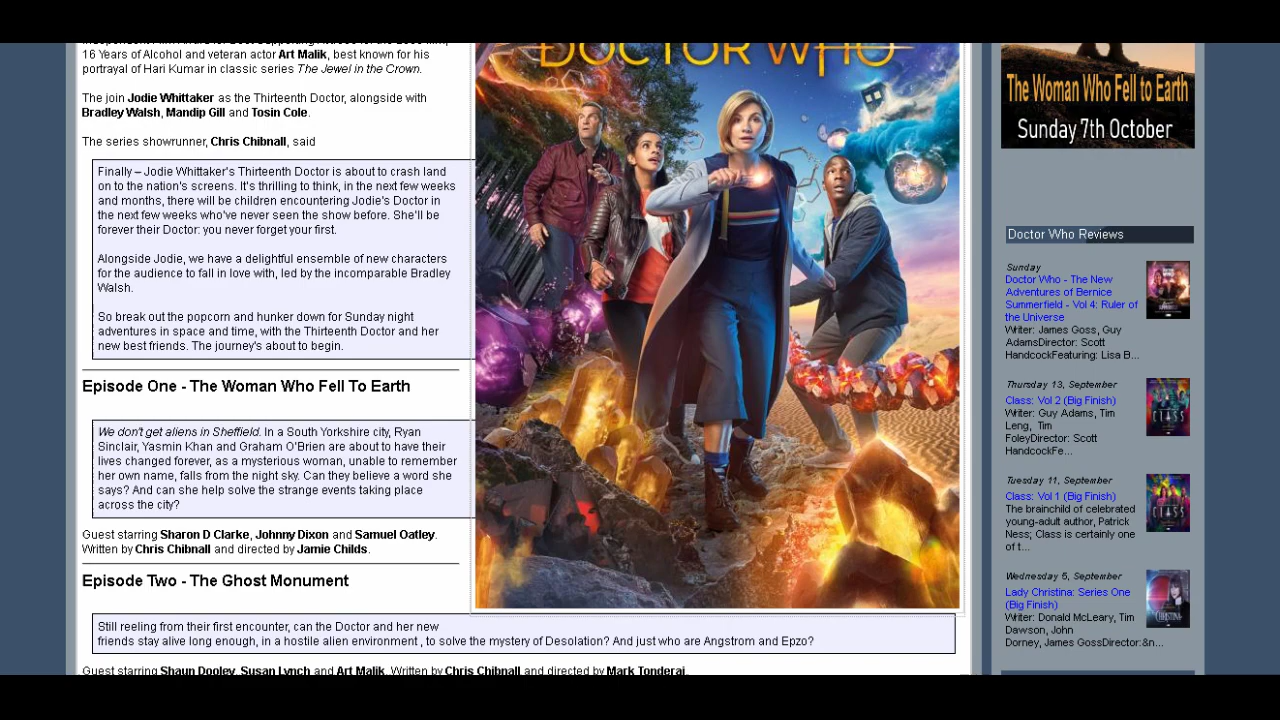 16 Years of Alcohol and veteran actor Art Malik, best known for his
portrayal of Hari Kumar in classic series The Jewel in the Crown.
The join Jodie Whittaker as the Thirteenth Doctor, alongside with
Bradley Walsh, Mandip Gill and Tosin Cole.
The series showrunner, Chris Chibnall, said
Finally – Jodie Whittaker's Thirteenth Doctor is about to crash land
on to the nation's screens. It's thrilling to think, in the next few weeks
and months, there will be children encountering Jodie's Doctor in
the next few weeks who've never seen the show before. She'll be
forever their Doctor: you never forget your first.
Alongside Jodie, we have a delightful ensemble of new characters
for the audience to fall in love with, led by the incomparable Bradley
Walsh.
So break out the popcorn and hunker down for Sunday night
adventures in space and time, with the Thirteenth Doctor and her
new best friends. The journey's about to begin.
Episode One - The Woman Who Fell To Earth
We don't get aliens in Sheffield. In a South Yorkshire city, Ryan
Sinclair, Yasmin Khan and Graham O'Brien are about to have their
lives changed forever, as a mysterious woman, unable to remember
her own name, falls from the night sky. Can they believe a word she
says? And can she help solve the strange events taking place
across the city?
Guest starring Sharon D Clarke, Johnny Dixon and Samuel Oatley.
Written by Chris Chibnall and directed by Jamie Childs.
Episode Two - The Ghost Monument
Still reeling from their first encounter, can the Doctor and her new
friends stay alive long enough, in a hostile alien environment , to solve the mystery of Desolation? And just who are Angstrom and Epzo?
Guest starring Shaun Dooley, Susan Lynch and Art Malik. Written by Chris Chibnall and directed by Mark Tonderai.
DOCTOR WHO
The Woman Who Fell to Earth
Sunday 7th October
Doctor Who Reviews
Sunday
Doctor Who - The New
Adventures of Bernice
Summerfield - Vol 4: Ruler of
the Universe
Writer: James Goss, Guy
AdamsDirector: Scott
HandcockFeaturing: Lisa B...
Thursday 13, September
Class: Vol 2 (Big Finish)
Writer: Guy Adams, Tim
Leng, Tim
FoleyDirector: Scott
HandcockFe...
CLASS
Tuesday 11, September
Class: Vol 1 (Big Finish)
The brainchild of celebrated
young-adult author, Patrick
Ness; Class is certainly one
of t...
CLASS
Wednesday 5, September
Lady Christina: Series One
(Big Finish)
Writer: Donald McLeary, Tim
Dawson, John
Dorney, James GossDirector:&n...
CHRISTINA